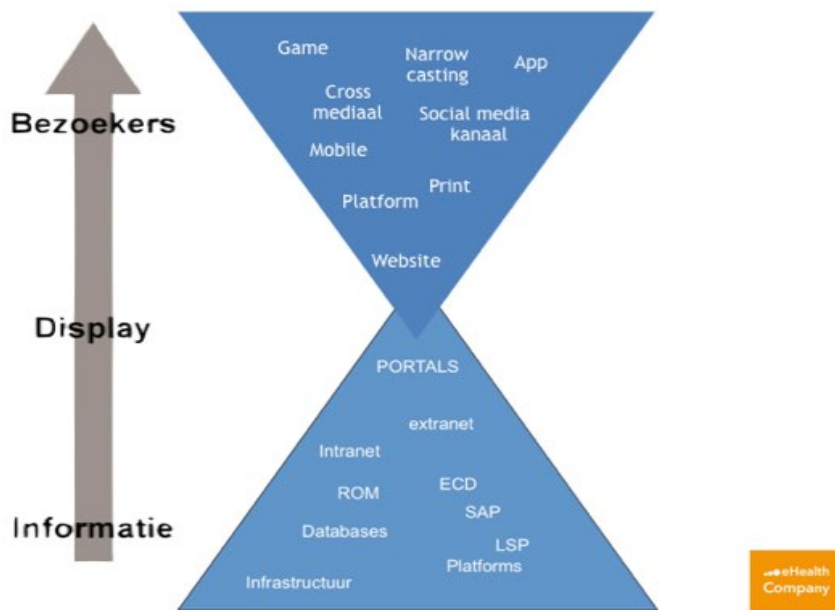 Game
Narrow
casting
App
Cross
mediaal
Social media
kanaal
Bezoekers
Mobile
Print
Platform
Website
Display
PORTALS
extranet
Intranet
ECD
ROM
SAP
Databases
Informatie
LSP
Platforms
Infrastructuur
eHealth
Company